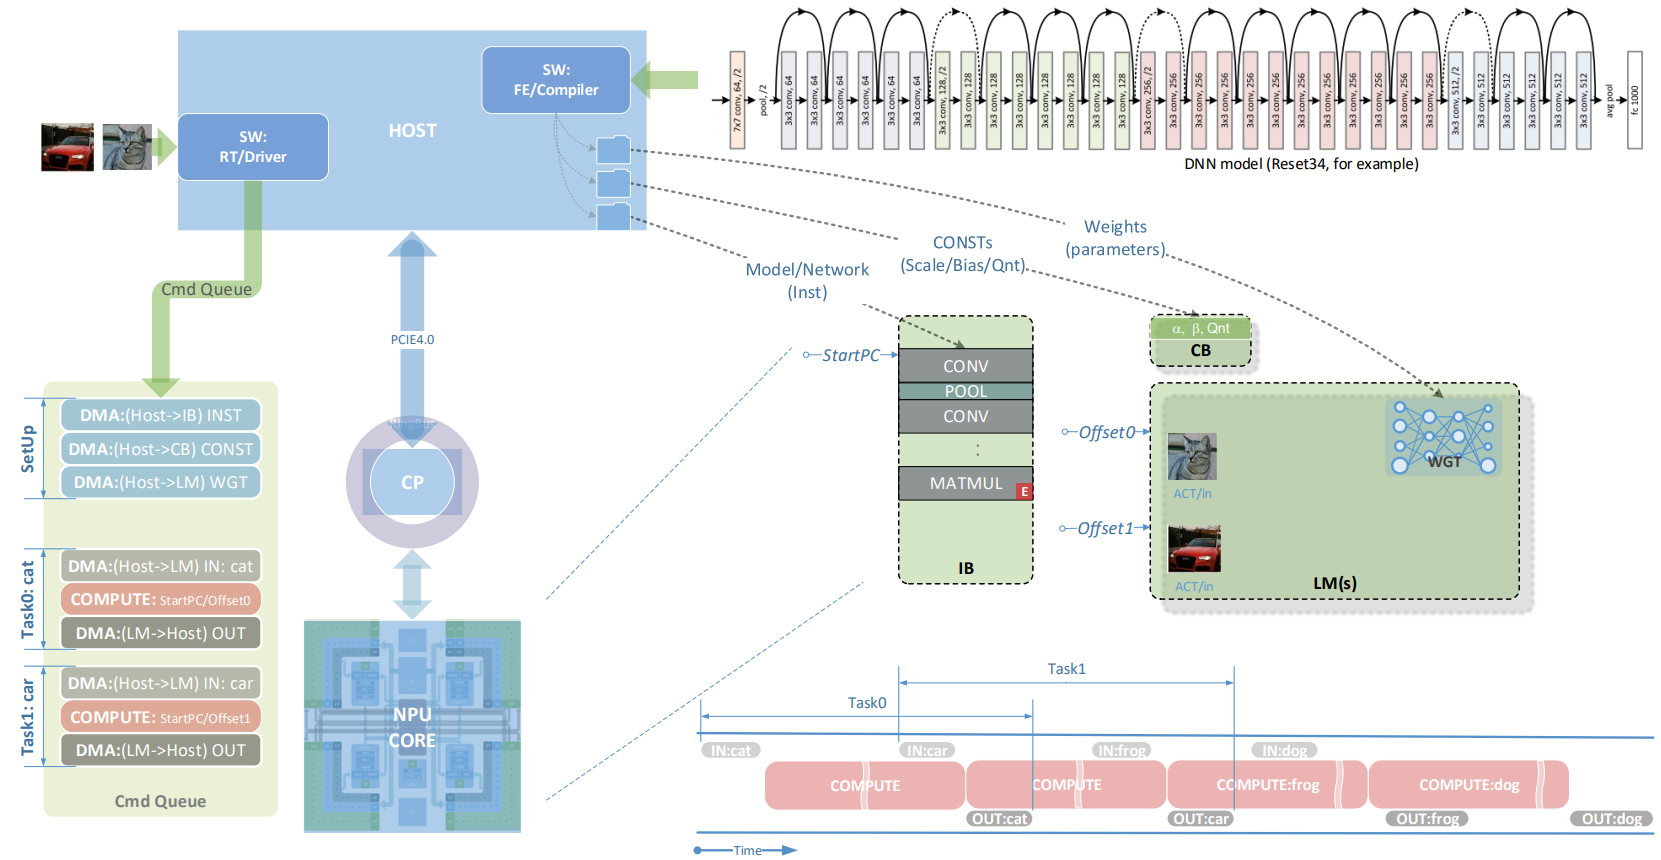 SW:
FE/Compiler
HOST
SW:
RT/Driver
7x7 conv, 64, /2
pool, /2
3x3 conv, 64
3x3 conv, 64
3x3 conv, 64
3x3 conv, 64
3x3 conv, 64
3x3 conv, 64
3x3 conv, 128, /2
3x3 conv, 128
3x3 conv, 128
3x3 conv, 128
3x3 conv, 128
3x3 conv, 128
3x3 conv, 128
3x3 conv, 128
3x3 conv, 256, /2
3x3 conv, 256
3x3 conv, 256
3x3 conv, 256
3x3 conv, 256
3x3 conv, 256
3x3 conv, 256
3x3 conv, 256
3x3 conv, 256
3x3 conv, 256
3x3 conv, 256
3x3 conv, 256
3x3 conv, 512, /2
3x3 conv, 512
3x3 conv, 512
3x3 conv, 512
3x3 conv, 512
3x3 conv, 512
avg pool
fc 1000
DNN model (Reset34, for example)
Weights
(parameters)
CONSTs
(Scale/Bias/Qnt)
Model/Network
(Inst)
Cmd Queue
PCIE4.0
StartPC
CONV
POOL
CONV
:
MATMUL
E
IB
α, β, Qnt
CB
Offset0
Offset1
ACT/in
ACT/in
WGT
LM(s)
SetUp
DMA:(Host->IB) INST
DMA:(Host->CB) CONST
DMA:(Host->LM) WGT
CP
Task0: cat
DMA:(Host->LM) IN: cat
COMPUTE: StartPC/Offset0
DMA:(LM->Host) OUT
Task1: car
DMA:(Host->LM) IN: car
COMPUTE: StartPC/Offset1
DMA:(LM->Host) OUT
Cmd Queue
NPU
CORE
Task1
Task0
IN:cat
IN:car
IN:frog
IN:dog
COMPUTE
COMPUTE
COMPUTE:frog
COMPUTE:dog
OUT:cat
OUT:car
OUT:frog
OUT:dog
Time